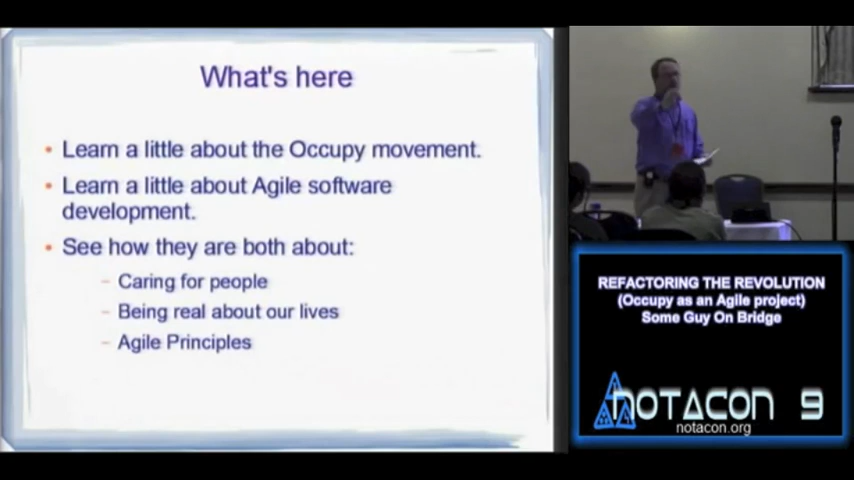 What's here
Learn a little about the Occupy movement.
Learn a little about Agile software
development.
See how they are both about:
Caring for people
Being real about our lives
Agile Principles
REFACTORING THE REVOLUTION
(Occupy as an Agile project)
Some Guy On Bridge
NOTACON 9
notacon.org